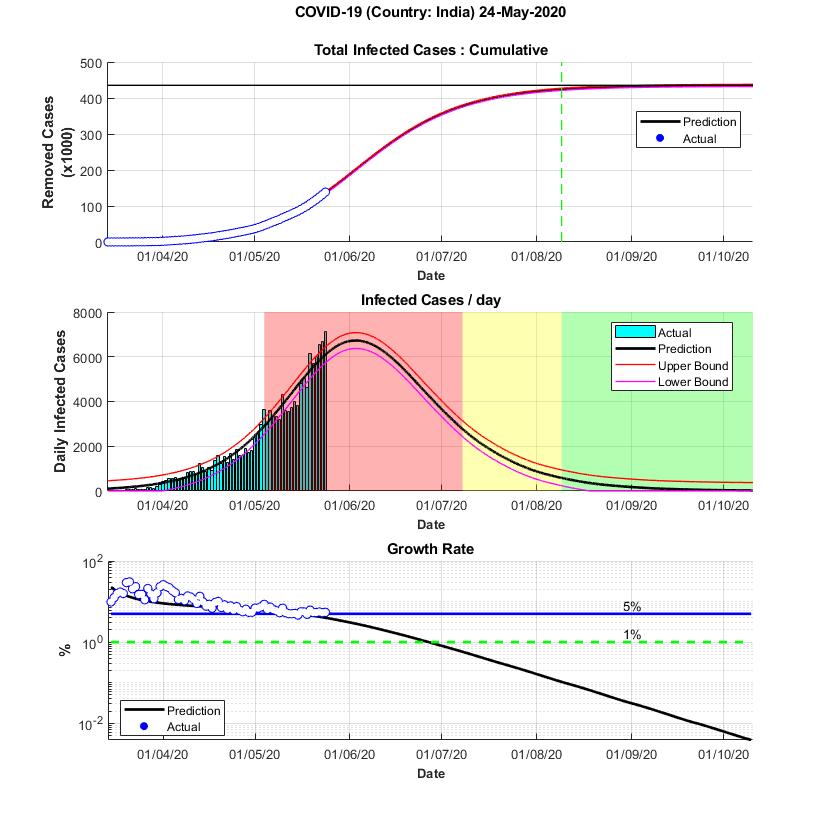 COVID-19 (Country: India) 24-May-2020
Total Infected Cases : Cumulative
Removed Cases
(x1000)
500
400
300
200
100
0
Prediction
Actual
01/04/20 01/05/20 01/06/20 01/07/20 01/08/20 01/09/20 01/10/20
Date
Infected Cases / day
Daily Infected Cases
8000
6000
4000
2000
0
Actual
Prediction
Upper Bound
Lower Bound
01/04/20 01/05/20 01/06/20 01/07/20 01/08/20 01/09/20 01/10/20
Date
Growth Rate
%
10^2
10^0
10^-2
5%
1%
Prediction
Actual
01/04/20 01/05/20 01/06/20 01/07/20 01/08/20 01/09/20 01/10/20
Date